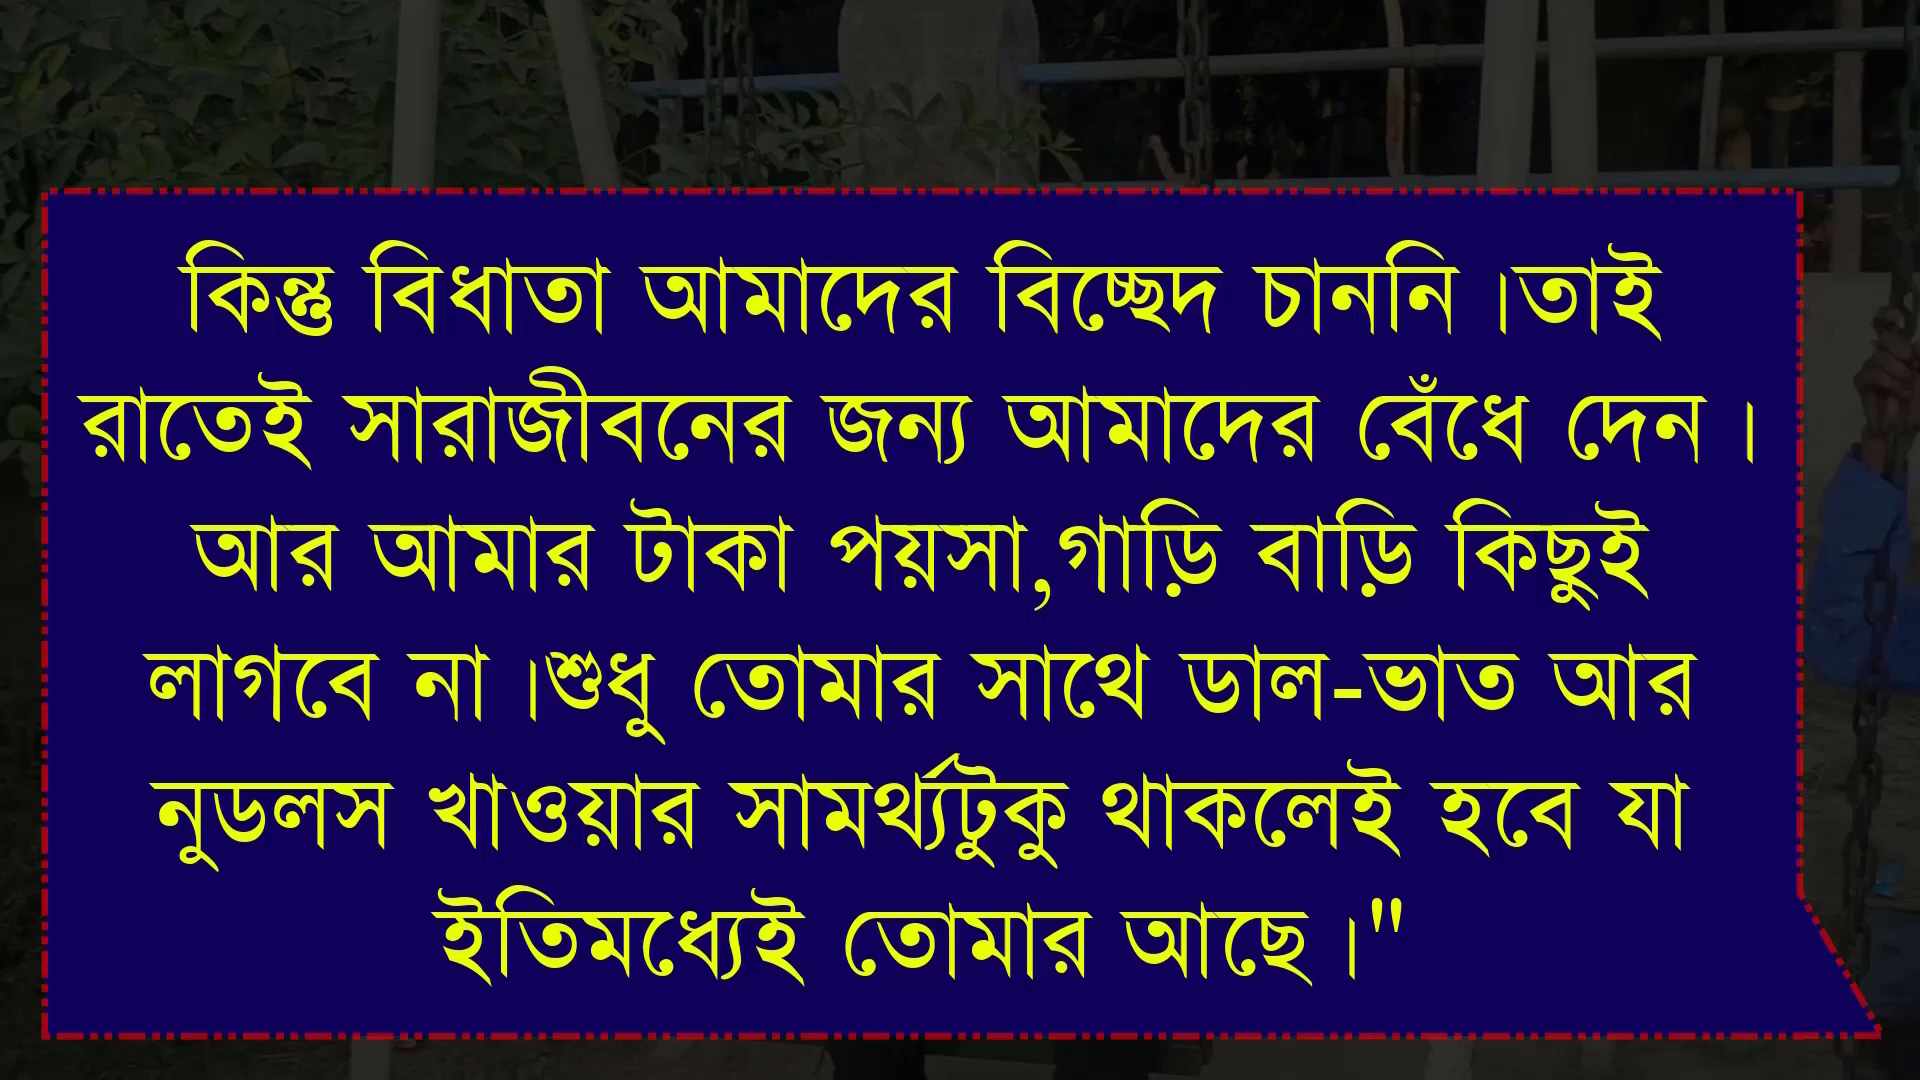 কিন্তু বিধাতা আমাদের বিচ্ছেদ চাননি।তাই
রাতেই সারাজীবনের জন্য আমাদের বেঁধে দেন।
আর আমার টাকা পয়সা,গাড়ি বাড়ি কিছুই
লাগবে না।শুধু তোমার সাথে ডাল-ভাত আর
নুডলস খাওয়ার সামর্থ্যটুকু থাকলেই হবে যা
ইতিমধ্যেই তোমার আছে।"